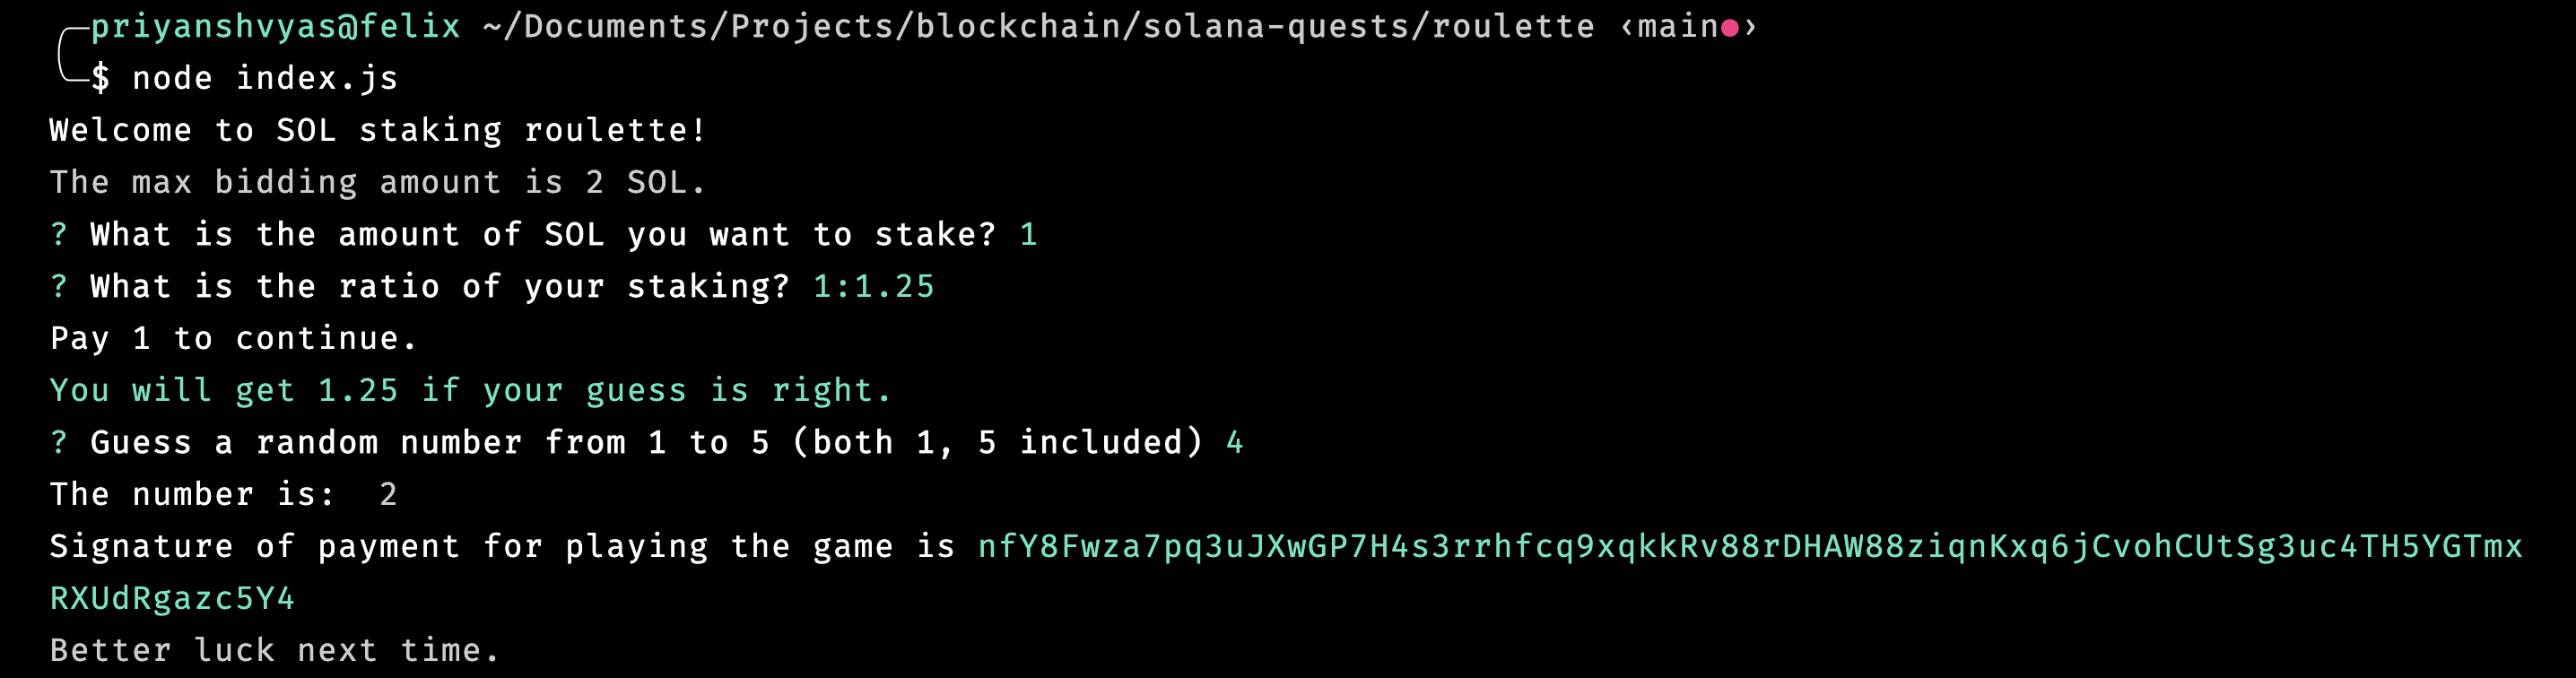 priyanshvyas@felix ~/Documents/Projects/blockchain/solana-quests/roulette ‹main●›
$ node index.js
Welcome to SOL staking roulette!
The max bidding amount is 2 SOL.
? What is the amount of SOL you want to stake? 1
? What is the ratio of your staking? 1:1.25
Pay 1 to continue.
You will get 1.25 if your guess is right.
? Guess a random number from 1 to 5 (both 1, 5 included) 4
The number is:  2
Signature of payment for playing the game is nfY8Fwza7pq3uJXwGP7H4s3rrhfcq9xqkkRv88rDHAW88ziqnKxq6jCvohCUtSg3uc4TH5YGTmx
RXUdRgazc5Y4
Better luck next time.